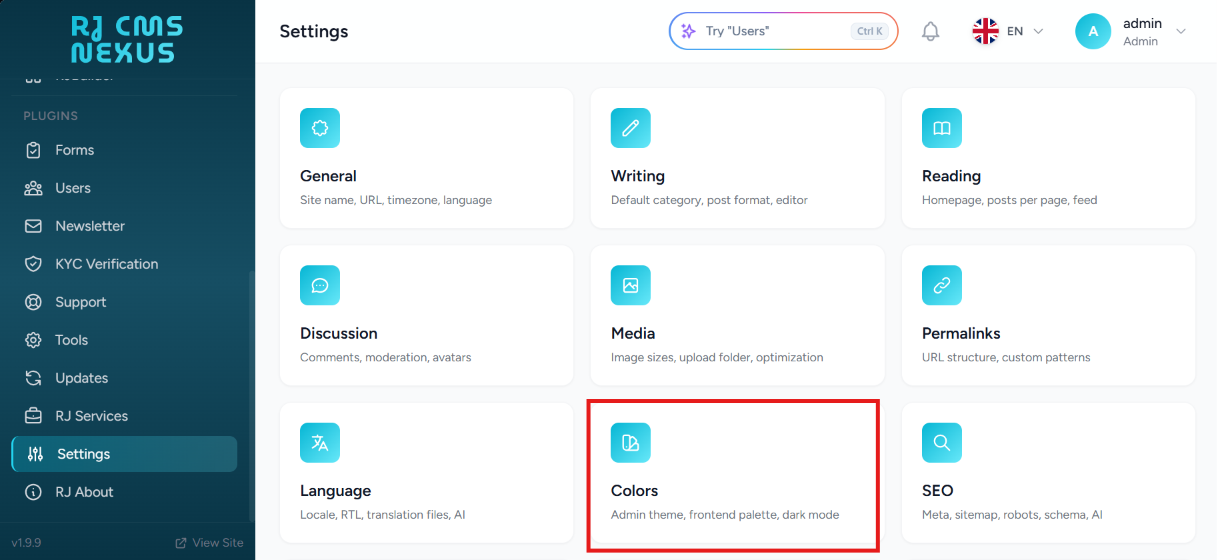 RJ CMS
NEXUS
PLUGINS
Forms
Users
Newsletter
KYC Verification
Support
Tools
Updates
RJ Services
Settings
RJ About
v1.9.9
View Site
Settings
Try "Users"
Ctrl K
EN
A
admin
Admin
General
Site name, URL, timezone, language
Writing
Default category, post format, editor
Reading
Homepage, posts per page, feed
Discussion
Comments, moderation, avatars
Media
Image sizes, upload folder, optimization
Permalinks
URL structure, custom patterns
Language
Locale, RTL, translation files, AI
Colors
Admin theme, frontend palette, dark mode
SEO
Meta, sitemap, robots, schema, AI